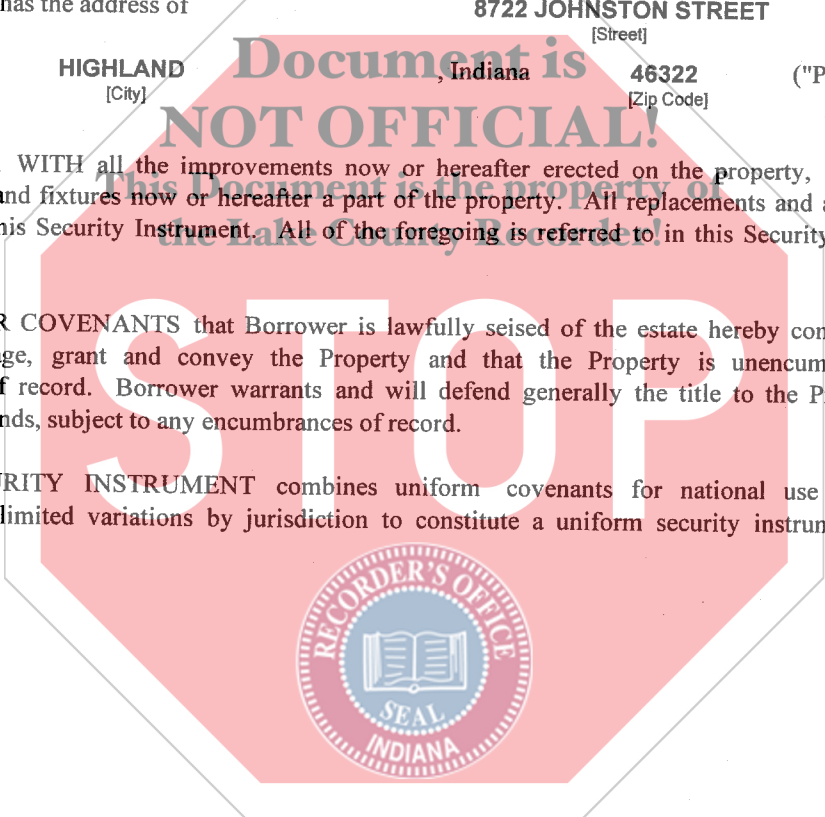 has the address of 8722 JOHNSTON STREET
[Street]
HIGHLAND , Indiana 46322 ("P
[City] [Zip Code]
Document is
NOT OFFICIAL!
WITH all the improvements now or hereafter erected on the property,
This Document is the property of
and fixtures now or hereafter a part of the property. All replacements and a
his Security Instrument. All of the foregoing is referred to in this Security
the Lake County Recorder!
R COVENANTS that Borrower is lawfully seised of the estate hereby con
ge, grant and convey the Property and that the Property is unencum
f record. Borrower warrants and will defend generally the title to the P
nds, subject to any encumbrances of record.
STOP
URITY INSTRUMENT combines uniform covenants for national use
limited variations by jurisdiction to constitute a uniform security instrum
RECORDER'S OFFICE
SEAL
INDIANA